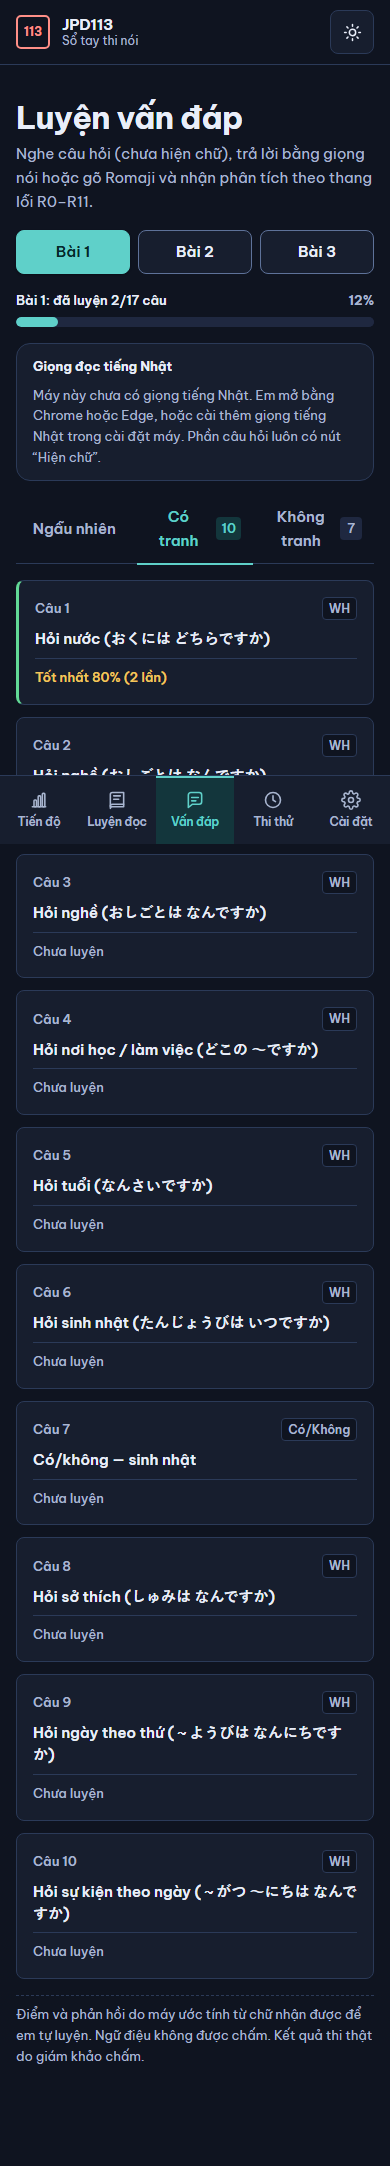 113
JPD113
Sổ tay thi nói
Luyện vấn đáp
Nghe câu hỏi (chưa hiện chữ), trả lời bằng giọng
nói hoặc gõ Romaji và nhận phân tích theo thang
lỗi R0–R11.
Bài 1
Bài 2
Bài 3
Bài 1: đã luyện 2/17 câu
12%
Giọng đọc tiếng Nhật
Máy này chưa có giọng tiếng Nhật. Em mở bằng
Chrome hoặc Edge, hoặc cài thêm giọng tiếng
Nhật trong cài đặt máy. Phần câu hỏi luôn có nút
“Hiện chữ”.
Ngẫu nhiên
Có
tranh
10
Không
tranh
7
Câu 1
WH
Hỏi nước (おくには どちらですか)
Tốt nhất 80% (2 lần)
Câu 2
WH
Hỏi nghề (おしごとは なんですか)
Tiến độ
Luyện đọc
Vấn đáp
Thi thử
Cài đặt
Câu 3
WH
Hỏi nghề (おしごとは なんですか)
Chưa luyện
Câu 4
WH
Hỏi nơi học / làm việc (どこの ～ですか)
Chưa luyện
Câu 5
WH
Hỏi tuổi (なんさいですか)
Chưa luyện
Câu 6
WH
Hỏi sinh nhật (たんじょうびは いつですか)
Chưa luyện
Câu 7
Có/Không
Có/không — sinh nhật
Chưa luyện
Câu 8
WH
Hỏi sở thích (しゅみは なんですか)
Chưa luyện
Câu 9
WH
Hỏi ngày theo thứ (～ようびは なんにちです
か)
Chưa luyện
Câu 10
WH
Hỏi sự kiện theo ngày (～がつ ～にちは なんで
すか)
Chưa luyện
Điểm và phản hồi do máy ước tính từ chữ nhận được để
em tự luyện. Ngữ điệu không được chấm. Kết quả thi thật
do giám khảo chấm.